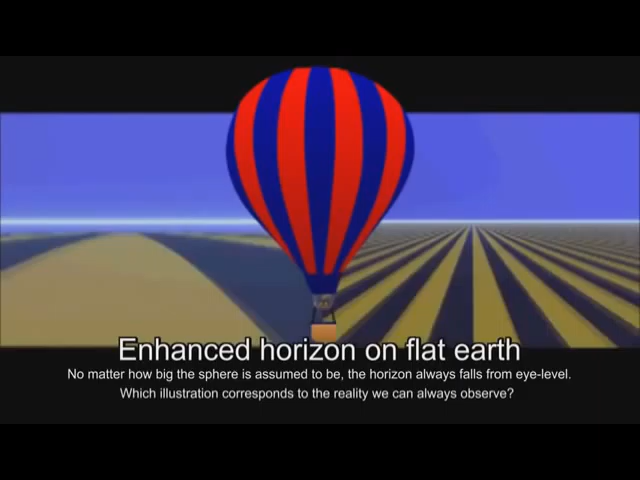 Enhanced horizon on flat earth
No matter how big the sphere is assumed to be, the horizon always falls from eye-level.
Which illustration corresponds to the reality we can always observe?